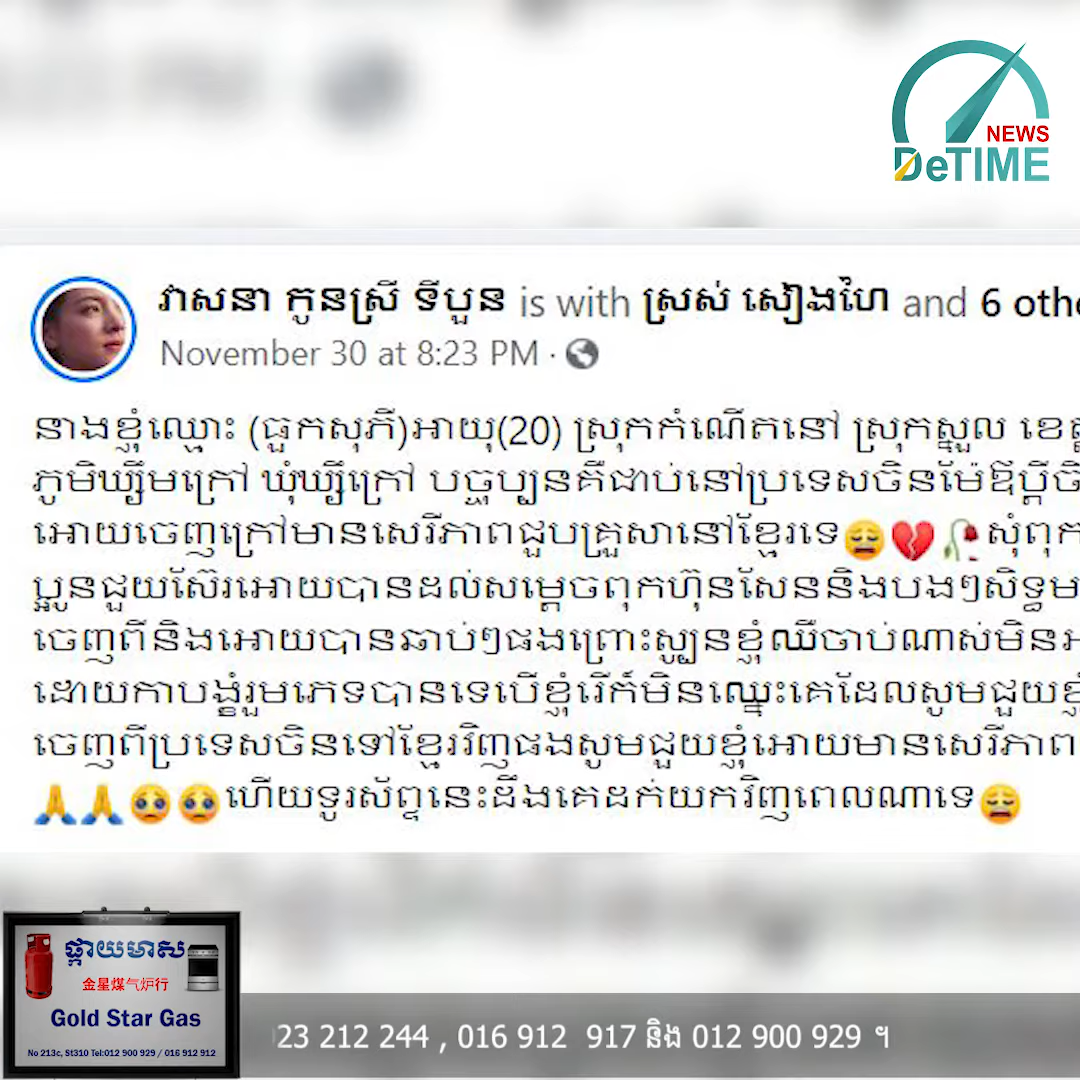 NEWS
DeTIME
វាសនា កូនស្រី ទីបួន is with ស្រស់ សៀងហៃ and 6 othe
November 30 at 8:23 PM ·
នាងខ្ញុំឈ្មោះ (ធួកសុភី)អាយុ(20) ស្រុកកំណើតនៅ ស្រុកស្នួល ខេត្ត
ភូមិឃ្សឹមក្រៅ ឃុំឃ្សឹក្រៅ បច្ចុប្បនគឺជាប់នៅប្រទេសចិនម៉ែឪប្តីចិ
អោយចេញក្រៅមានសេរីភាពជួបគ្រួសានៅខ្មែរទេ😩💔🥀សុំពុក
ប្អូនជួយស៊ែរអោយបានដល់សម្តេចពុកហ៊ុនសែននិងបងៗសិទ្ធម
ចេញពីនិងអោយបានឆាប់ៗផងព្រោះស្បូនខ្ញុំឈឺចាប់ណាស់មិនអ
ដោយកាបង្ខំរួមភេទបានទេបើខ្ញុំរើក៏មិនឈ្នះគេដែលសូមជួយខ្ញុំ
ចេញពីប្រទេសចិនទៅខ្មែរវិញផងសូមជួយខ្ញុំអោយមានសេរីភាព
🙏🙏🥺🥺ហើយទូរស័ព្ទនេះដឹងគេដក់យកវិញពេលណាទេ😩
ផ្កាយមាស
金星煤气炉行
Gold Star Gas
No 213c, St310 Tel:012 900 929 / 016 912 912
23 212 244 , 016 912 917 និង 012 900 929 ។